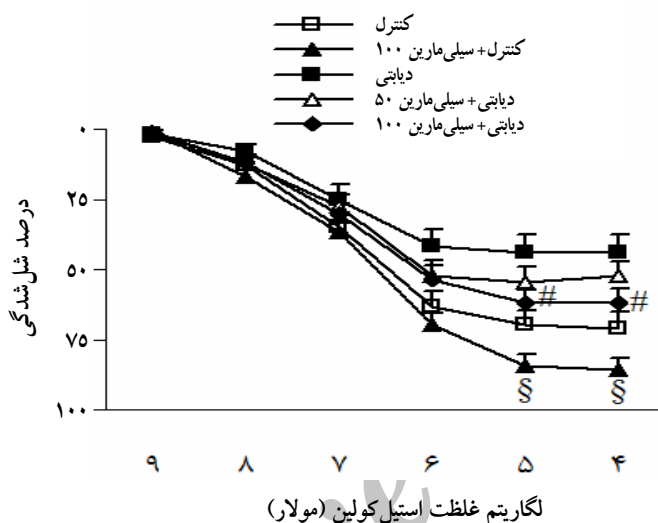 کنترل
کنترل+سیلی‌مارین ۱۰۰
دیابتی
دیابتی+سیلی‌مارین ۵۰
دیابتی+سیلی‌مارین ۱۰۰
درصد شل‌شدگی
۰
۲۵
۵۰
۷۵
۱۰۰
# #
§ §
۹ ۸ ۷ ۶ ۵ ۴
لگاریتم غلظت استیل‌کولین (مولار)